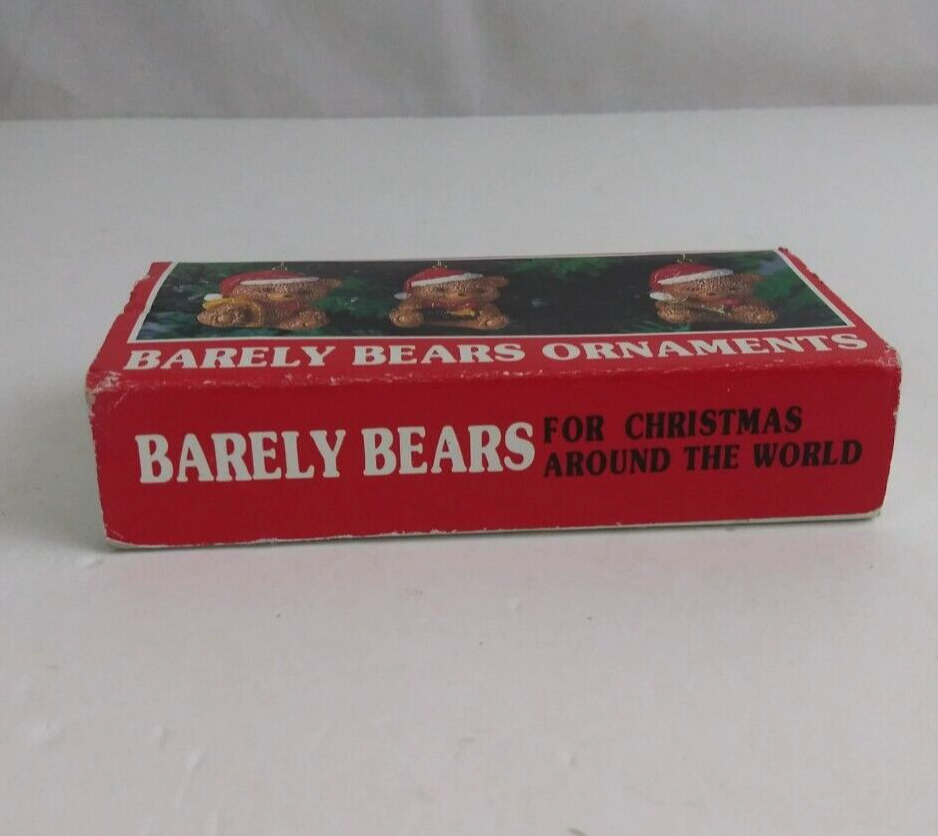 BARELY BEARS ORNAMENTS
BARELY BEARS
FOR CHRISTMAS
AROUND THE WORLD